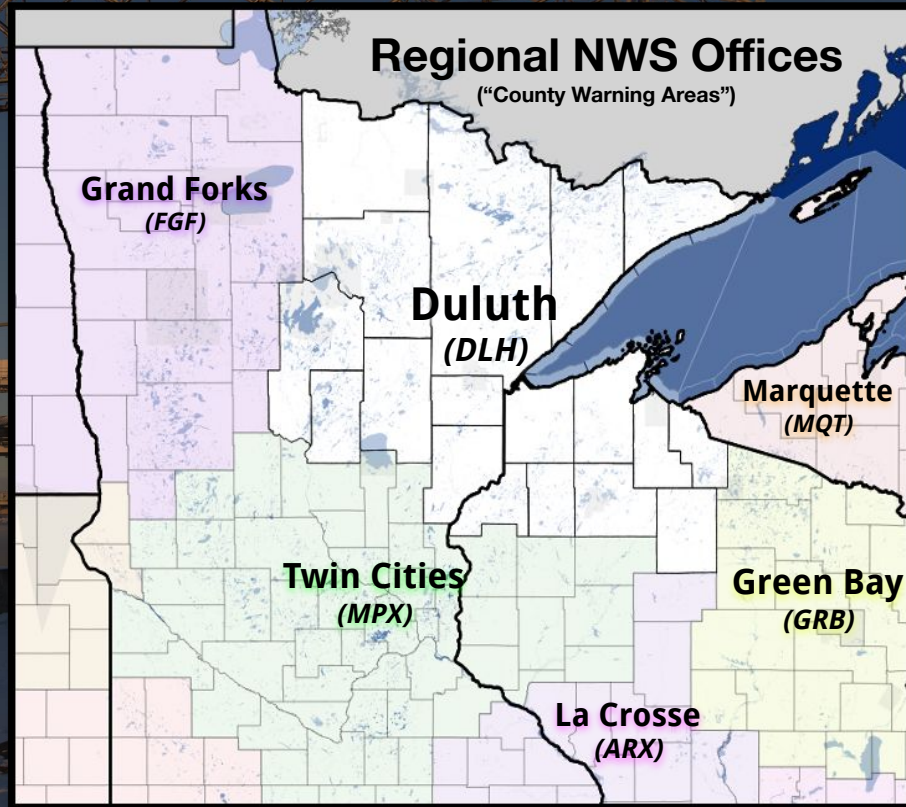 Regional NWS Offices
(“County Warning Areas”)
Grand Forks
(FGF)
Duluth
(DLH)
Marquette
(MQT)
Twin Cities
(MPX)
Green Bay
(GRB)
La Crosse
(ARX)